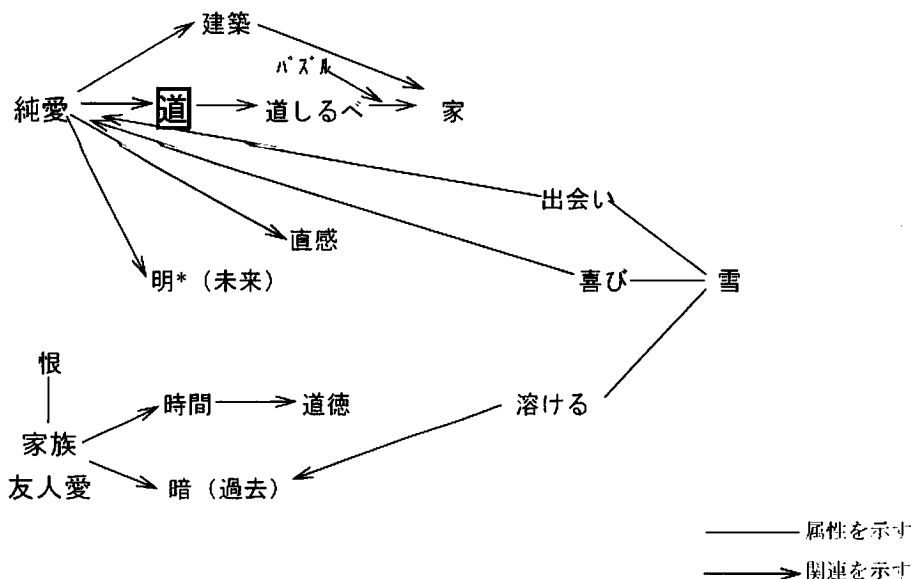 建築
パズル
純愛 道 道しるべ 家
出会い
直感
明*（未来） 喜び 雪
恨
時間 道徳 溶ける
家族
友人愛 暗（過去）
属性を示す
関連を示す